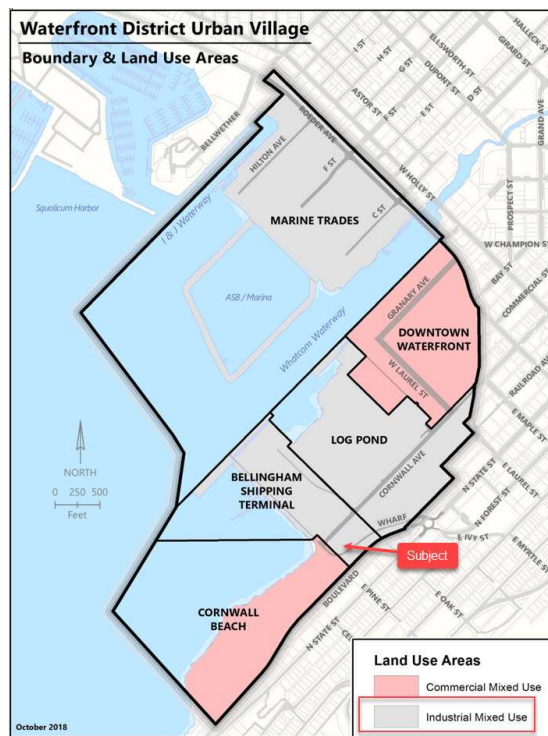 Waterfront District Urban Village
Boundary & Land Use Areas
HALLECK ST
ELLSWORTH ST
GIRARD ST
I ST
H ST
G ST
DUPONT ST
F ST
E ST
D ST
ASTOR ST
GRAND AVE
BELLWETHER
ROEDER AVE
HILTON AVE
F ST
C ST
W HOLLY ST
PROSPECT ST
Squalicum Harbor
I & J Waterway
MARINE TRADES
W CHAMPION ST
BAY ST
COMMERCIAL ST
ASB / Marina
Whatcom Waterway
GRANARY AVE
DOWNTOWN
WATERFRONT
RAILROAD AVE
W LAUREL ST
E MAPLE ST
LOG POND
CORNWALL AVE
NORTH
0 250 500
Feet
BELLINGHAM
SHIPPING
TERMINAL
N STATE ST
E LAUREL ST
N FOREST ST
WHARF
E IVY ST
E MYRTLE ST
Subject
BOULEVARD
E PINE ST
E OAK ST
CORNWALL
BEACH
N STATE ST
Land Use Areas
Commercial Mixed Use
Industrial Mixed Use
October 2018